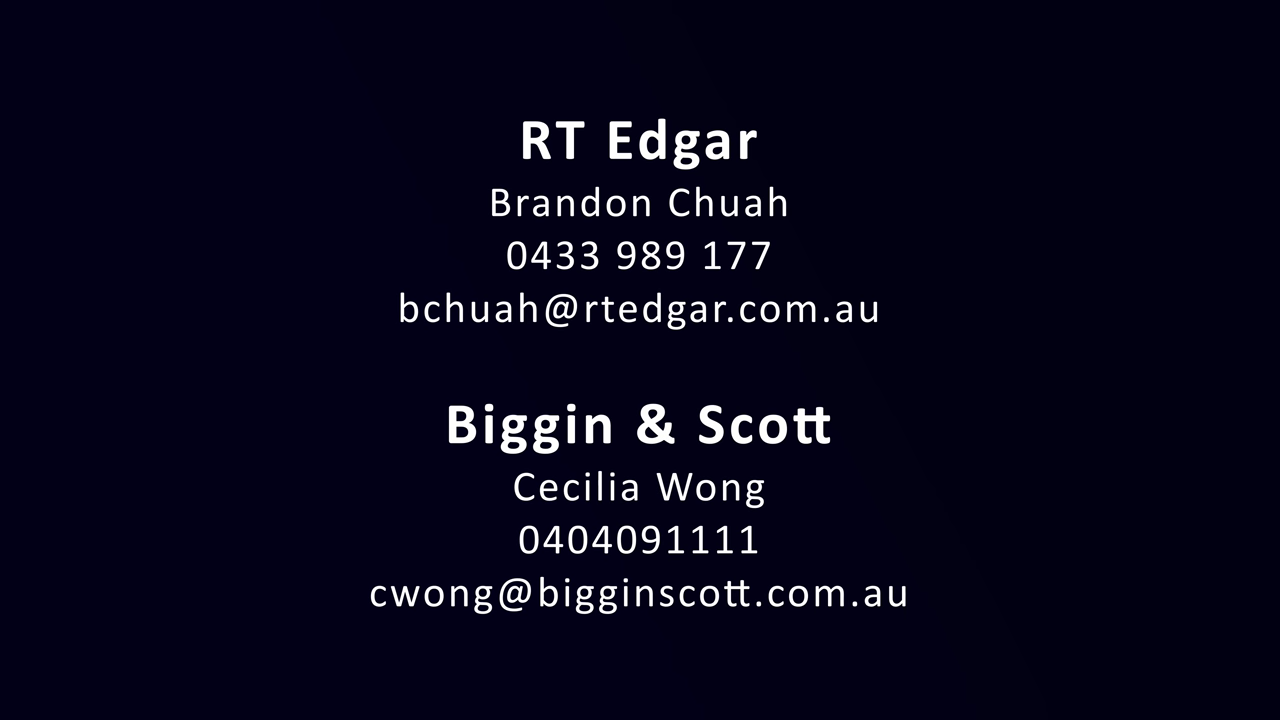 RT Edgar
Brandon Chuah
0433 989 177
bchuah@rtedgar.com.au
Biggin & Scott
Cecilia Wong
0404091111
cwong@bigginscott.com.au